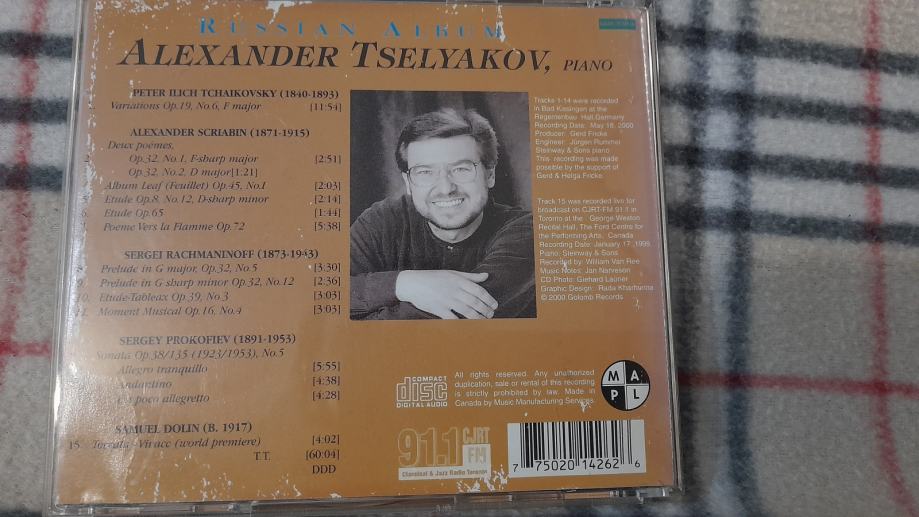 RUSSIAN ALBUM
ALEXANDER TSELYAKOV, PIANO
PETER ILICH TCHAIKOVSKY (1840-1893)
Variations Op.19, No.6, F major [11:54]
ALEXANDER SCRIABIN (1871-1915)
Deux poèmes,
Op.32, No.1, F-sharp major [2:51]
Op.32, No.2, D major[1:21]
Album Leaf (Feuillet) Op.45, No.1 [2:03]
Etude Op.8, No.12, D-sharp minor [2:14]
Etude Op.65 [1:44]
Poeme Vers la Flamme Op.72 [5:38]
SERGEI RACHMANINOFF (1873-1943)
Prelude in G major, Op.32, No.5 [3:30]
9. Prelude in G sharp minor Op.32, No.12 [2:36]
10. Etude-Tableax Op.39, No.3 [3:03]
11. Moment Musical Op.16, No.4 [3:03]
SERGEY PROKOFIEV (1891-1953)
Sonata Op.38/135 (1923/1953), No.5
Allegro tranquillo [5:55]
Andantino [4:38]
Un poco allegretto [4:28]
SAMUEL DOLIN (B. 1917)
15. Toccata - Vivace (world premiere) [4:02]
T.T. [60:04]
DDD
Tracks 1-14 were recorded
in Bad Kissingen at the
Regentenbau Hall,Germany
Recording Date: May 18, 2000
Producer: Gerd Fricke
Engineer: Jürgen Rummel
Steinway & Sons piano
This recording was made
possible by the support of
Gerd & Helga Fricke
Track 15 was recorded live for
broadcast on CJRT-FM 91.1 in
Toronto at the George Weston
Recital Hall, The Ford Centre for
the Performing Arts, Canada
Recording Date: January 17, 1999
Piano: Steinway & Sons
Recorded by: William Van Ree
Music Notes: Jan Narveson
CD Photo: Giehard Launer
Graphic Design: Rada Kharhurina
© 2000 Golomb Records
COMPACT
disc
DIGITAL AUDIO
All rights reserved. Any unauthorized
duplication, sale or rental of this recording
is strictly prohibited by law. Made in
Canada by Music Manufacturing Services.
M A
P L
91.1 CJRT
FM
Classical & Jazz Radio Toronto
7 75020 14262 6